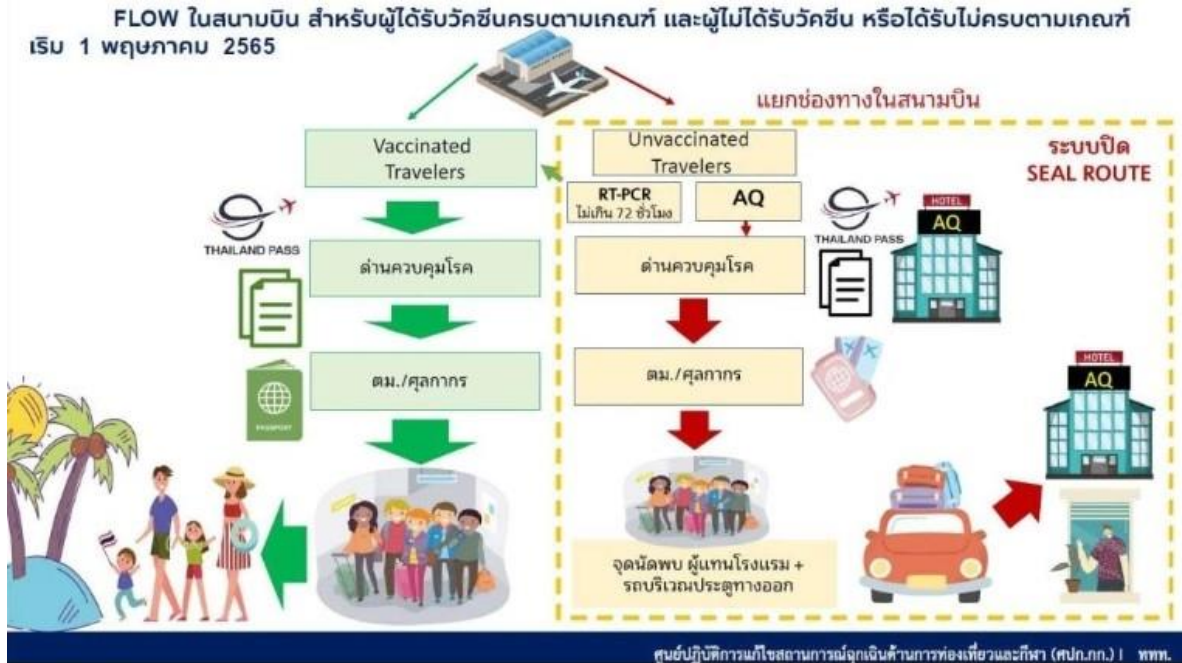 FLOW ในสนามบิน สำหรับผู้ได้รับวัคซีนครบตามเกณฑ์ และผู้ไม่ได้รับวัคซีน หรือได้รับไม่ครบตามเกณฑ์
เริ่ม 1 พฤษภาคม 2565
แยกช่องทางในสนามบิน
Vaccinated
Travelers
Unvaccinated
Travelers
ระบบปิด
SEAL ROUTE
RT-PCR
ไม่เกิน 72 ชั่วโมง
AQ
THAILAND PASS
THAILAND PASS
HOTEL
AQ
ด่านควบคุมโรค
ด่านควบคุมโรค
ตม./ศุลกากร
ตม./ศุลกากร
PASSPORT
HOTEL
AQ
จุดนัดพบ ผู้แทนโรงแรม +
รถบริเวณประตูทางออก
ศูนย์ปฏิบัติการแก้ไขสถานการณ์ฉุกเฉินด้านการท่องเที่ยวและกีฬา (ศปก.กก.) | ททท.